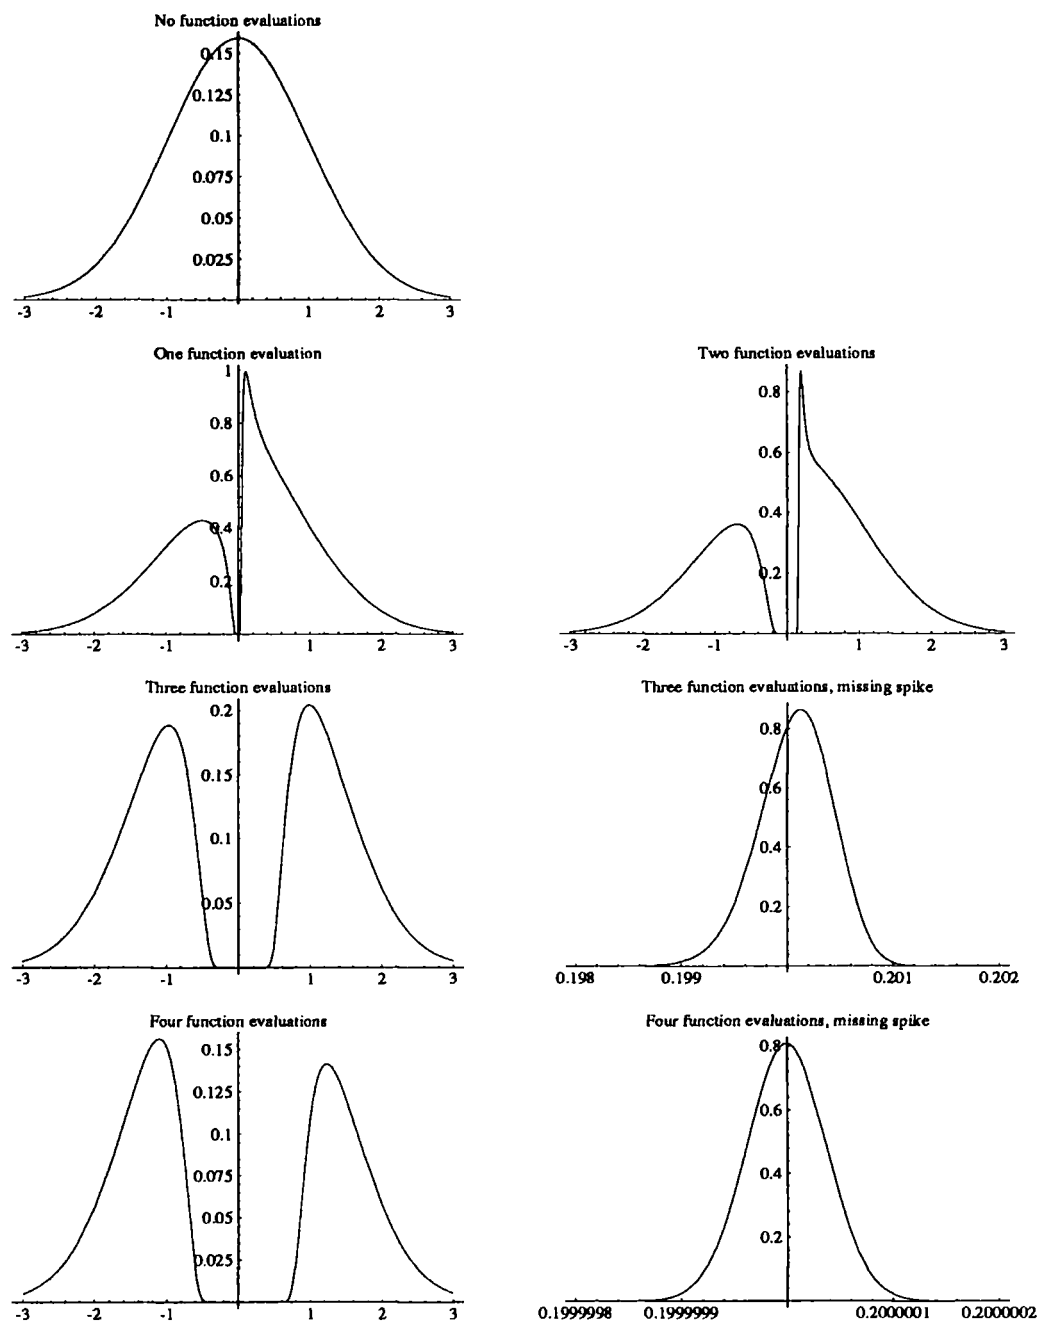 No function evaluations
0.15
0.125
0.1
0.075
0.05
0.025
-3 -2 -1 1 2 3
One function evaluation
1
0.8
0.6
0.4
0.2
-3 -2 -1 1 2 3
Two function evaluations
0.8
0.6
0.4
0.2
-3 -2 -1 1 2 3
Three function evaluations
0.2
0.15
0.1
0.05
-3 -2 -1 1 2 3
Three function evaluations, missing spike
0.8
0.6
0.4
0.2
0.198 0.199 0.201 0.202
Four function evaluations
0.15
0.125
0.1
0.075
0.05
0.025
-3 -2 -1 1 2 3
Four function evaluations, missing spike
0.8
0.6
0.4
0.2
0.1999998 0.1999999 0.2000001 0.2000002